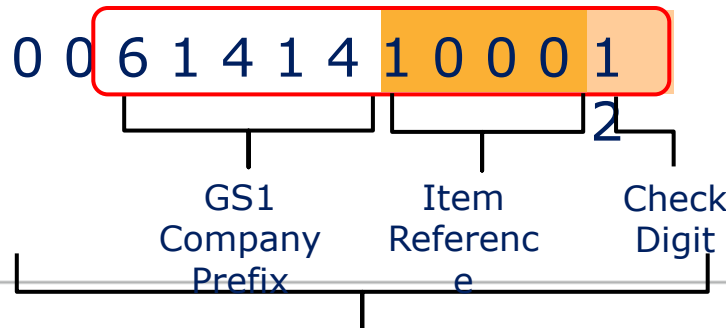 0 0 6 1 4 1 4 1 0 0 0 1
2
GS1
Company
Prefix
Item
Referenc
e
Check
Digit